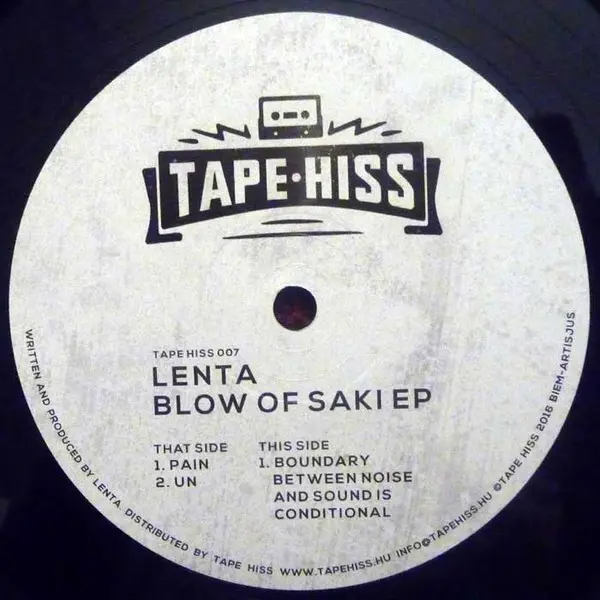 TAPE·HISS
TAPE HISS 007
LENTA
BLOW OF SAKI EP
THAT SIDE
1. PAIN
2. UN
THIS SIDE
1. BOUNDARY
BETWEEN NOISE
AND SOUND IS
CONDITIONAL
WRITTEN AND PRODUCED BY LENTA. DISTRIBUTED BY TAPE HISS WWW.TAPEHISS.HU INFO@TAPEHISS.HU ©TAPE HISS 2016 BIEM-ARTISJUS